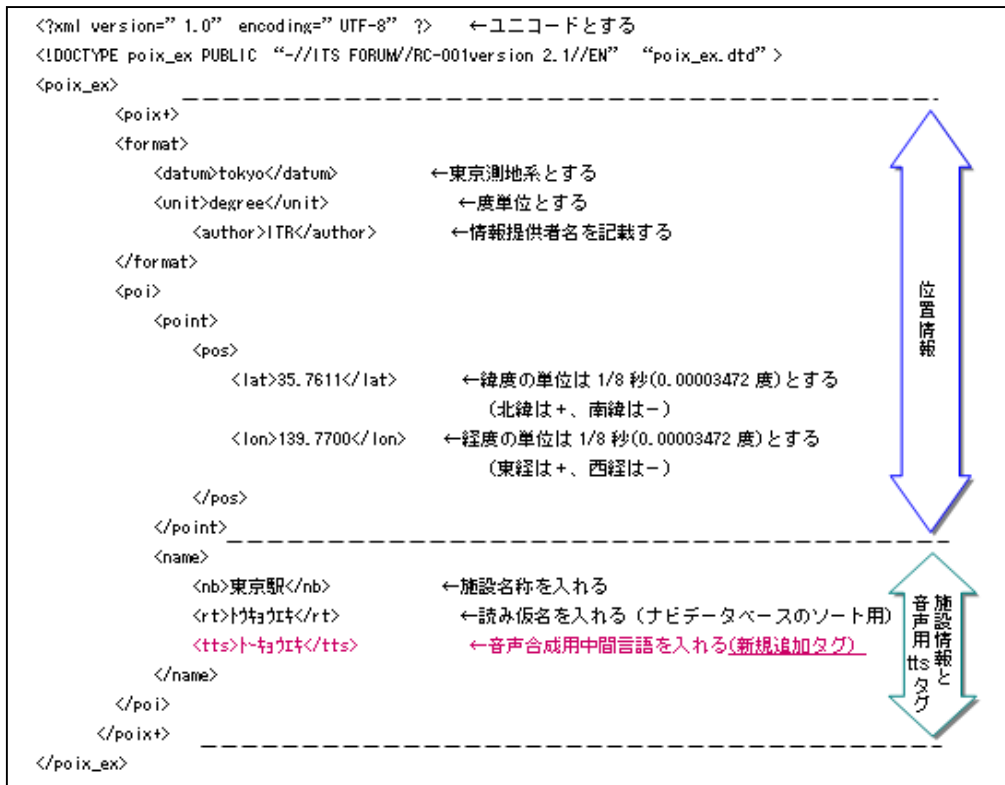 <?xml version=”1.0” encoding=”UTF-8” ?> ←ユニコードとする
<!DOCTYPE poix_ex PUBLIC “-//ITS FORUM//RC-001version 2.1//EN” “poix_ex.dtd”>
<poix_ex>
<poix+>
<format>
<datum>tokyo</datum> ←東京測地系とする
<unit>degree</unit> ←度単位とする
<author>ITR</author> ←情報提供者名を記載する
</format>
<poi>
<point>
<pos>
<lat>35.7611</lat> ←緯度の単位は 1/8 秒(0.00003472 度)とする
(北緯は+、南緯は-)
<lon>139.7700</lon> ←経度の単位は 1/8 秒(0.00003472 度)とする
(東経は+、西経は-)
</pos>
</point>
位置情報
<name>
<nb>東京駅</nb> ←施設名称を入れる
<rt>ﾄｳｷｮｳｴｷ</rt> ←読み仮名を入れる（ナビデータベースのソート用）
<tts>ﾄｰｷｮｳｴｷ</tts> ←音声合成用中間言語を入れる(新規追加タグ)
</name>
</poi>
</poix+>
施設情報と
音声用 tts タグ
</poix_ex>